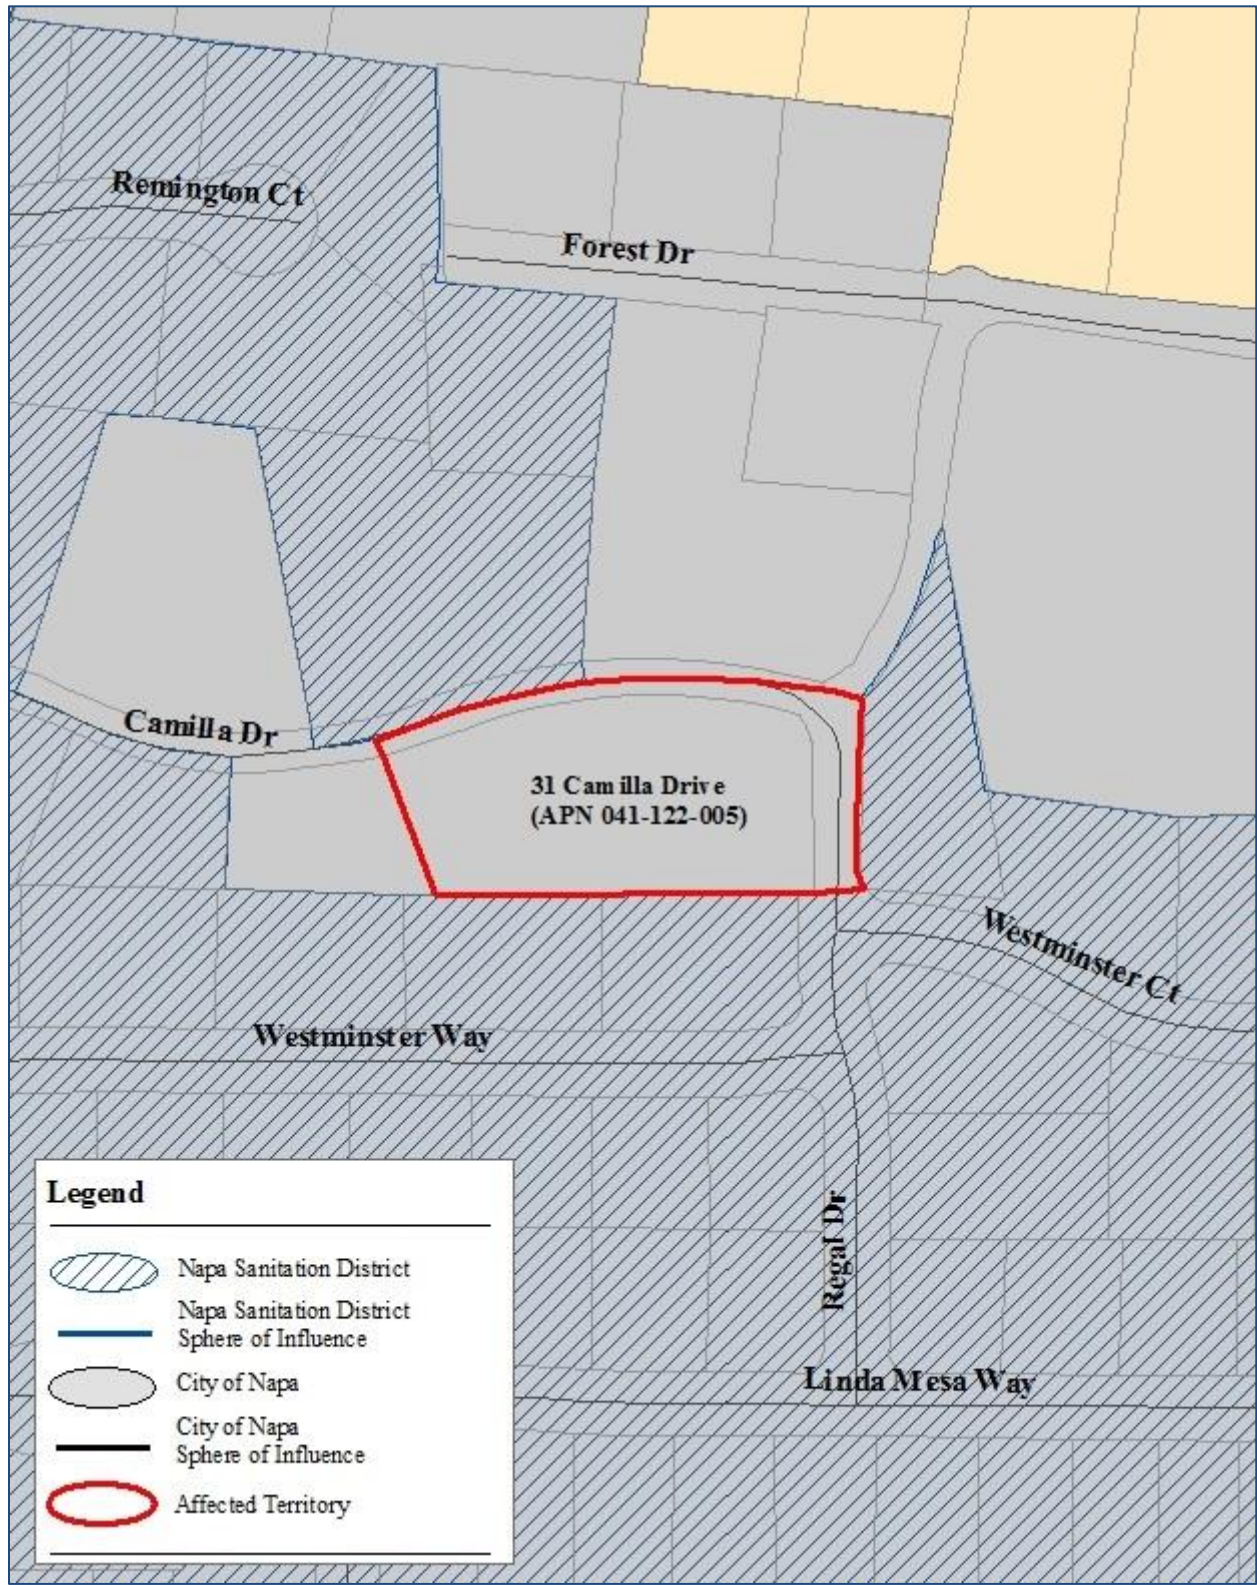 Remington Ct
Forest Dr
Camilla Dr
31 Camilla Drive
(APN 041-122-005)
Westminster Ct
Westminster Way
Regal Dr
Linda Mesa Way
Legend
Napa Sanitation District
Napa Sanitation District
Sphere of Influence
City of Napa
City of Napa
Sphere of Influence
Affected Territory